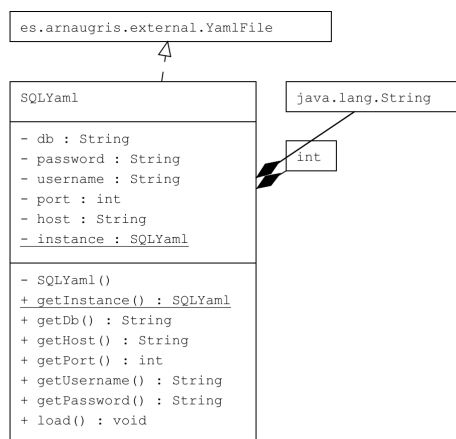 es.arnaugris.external.YamlFile
SQLYaml
java.lang.String
int
- db : String
- password : String
- username : String
- port : int
- host : String
- instance : SQLYaml
- SQLYaml()
+ getInstance() : SQLYaml
+ getDb() : String
+ getHost() : String
+ getPort() : int
+ getUsername() : String
+ getPassword() : String
+ load() : void